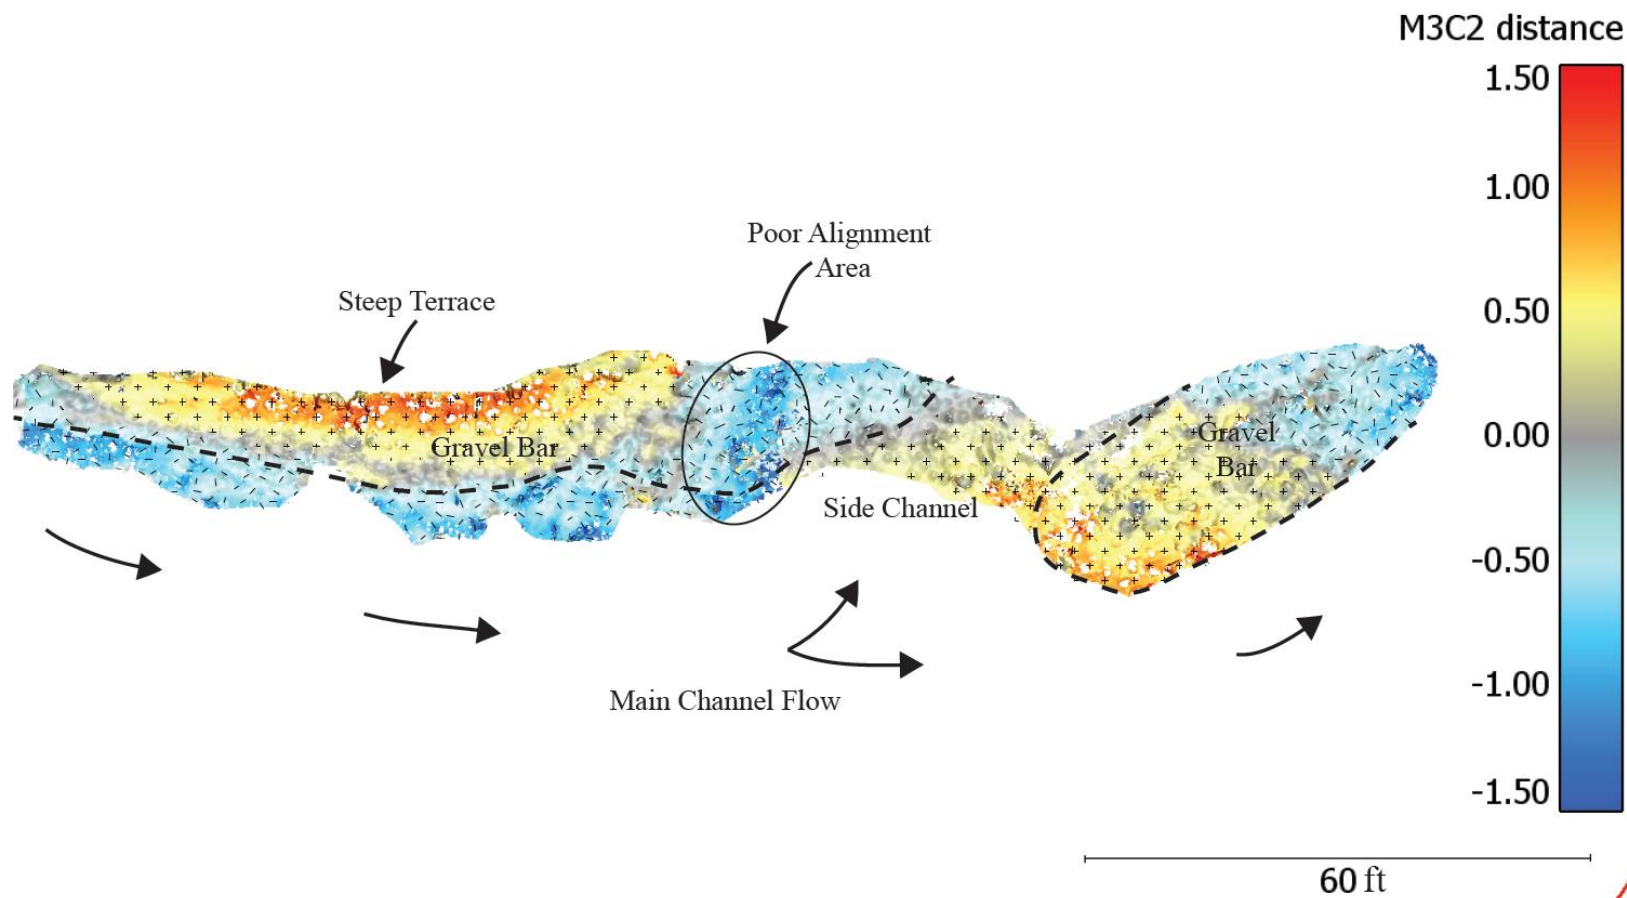 M3C2 distance
1.50
1.00
0.50
0.00
-0.50
-1.00
-1.50
Poor Alignment
Area
Steep Terrace
Gravel Bar
Gravel
Bar
Side Channel
Main Channel Flow
60 ft